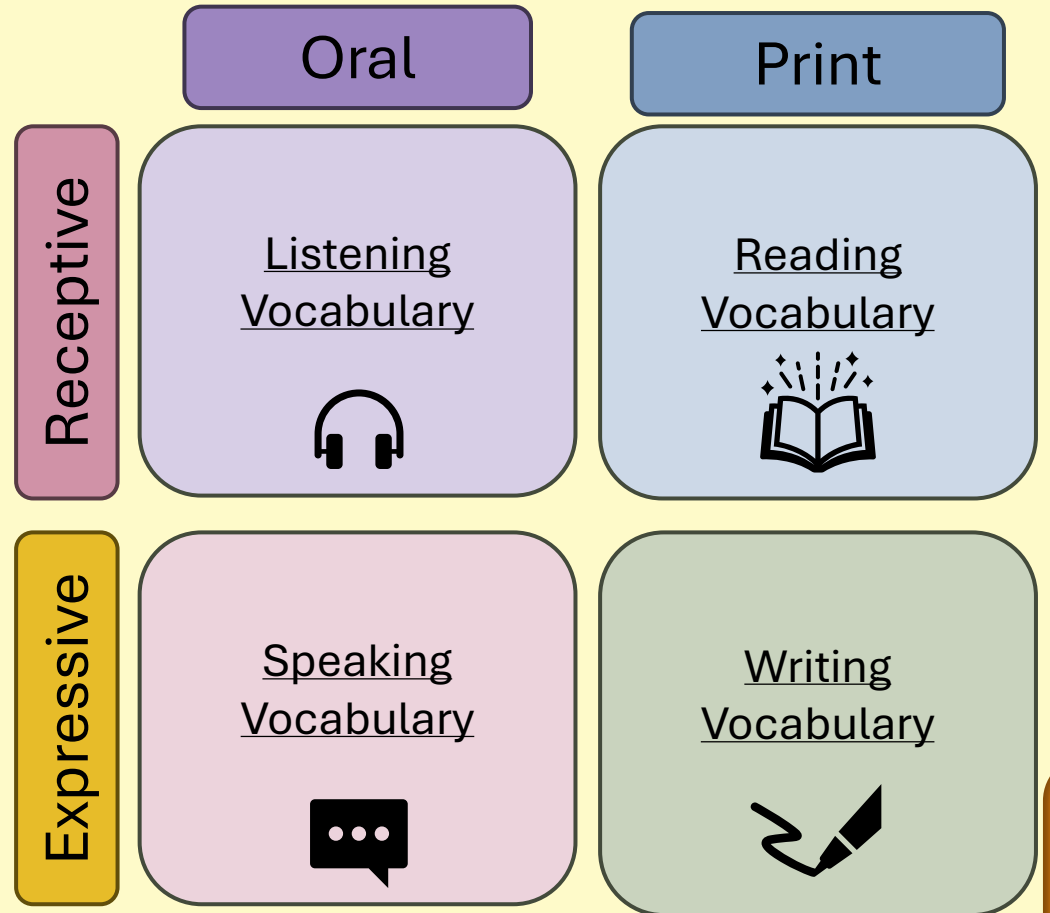 Oral
Print
Receptive
Listening
Vocabulary
Reading
Vocabulary
Expressive
Speaking
Vocabulary
Writing
Vocabulary